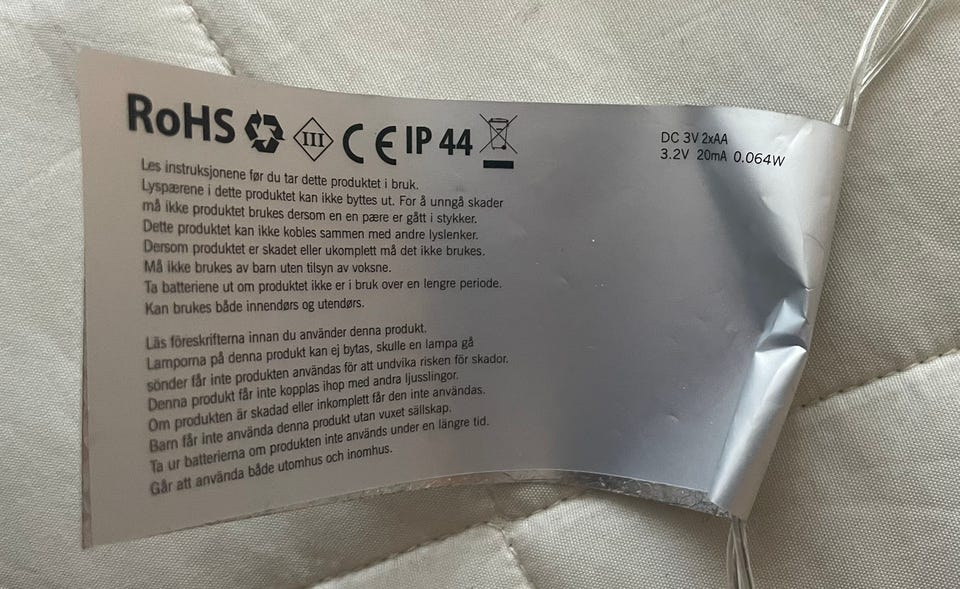 RoHS III CE IP 44
DC 3V 2xAA
3.2V 20mA 0.064W
Les instruksjonene før du tar dette produktet i bruk.
Lyspærene i dette produktet kan ikke byttes ut. For å unngå skader
må ikke produktet brukes dersom en en pære er gått i stykker.
Dette produktet kan ikke kobles sammen med andre lyslenker.
Dersom produktet er skadet eller ukomplett må det ikke brukes.
Må ikke brukes av barn uten tilsyn av voksne.
Ta batteriene ut om produktet ikke er i bruk over en lengre periode.
Kan brukes både innendørs og utendørs.
Läs föreskrifterna innan du använder denna produkt.
Lamporna på denna produkt kan ej bytas, skulle en lampa gå
sönder får inte produkten användas för att undvika risken för skador.
Denna produkt får inte kopplas ihop med andra ljusslingor.
Om produkten är skadad eller inkomplett får den inte användas.
Barn får inte använda denna produkt utan vuxet sällskap.
Ta ur batterierna om produkten inte används under en längre tid.
Går att använda både utomhus och inomhus.